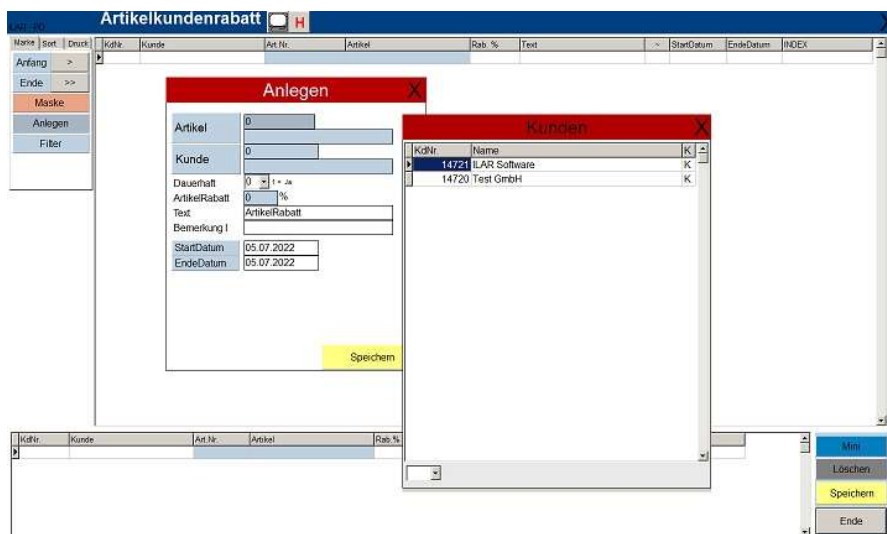 Artikelkundenrabatt H
Marke Sort Druck
KdNr. Kunde Art Nr. Artikel Rab. % Text ~ StartDatum EndeDatum INDEX
Anfang >
Ende >>
Maske
Anlegen
Filter
Anlegen X
Artikel 0
Kunde 0
Dauerhaft 0 1 = Ja
ArtikelRabatt 0 %
Text ArtikelRabatt
Bemerkung I
StartDatum 05.07.2022
EndeDatum 05.07.2022
Speichern
Kunden X
KdNr. Name K
14721 ILAR Software K
14720 Test GmbH K
KdNr. Kunde Art.Nr. Artikel Rab.%
Mini
Löschen
Speichern
Ende